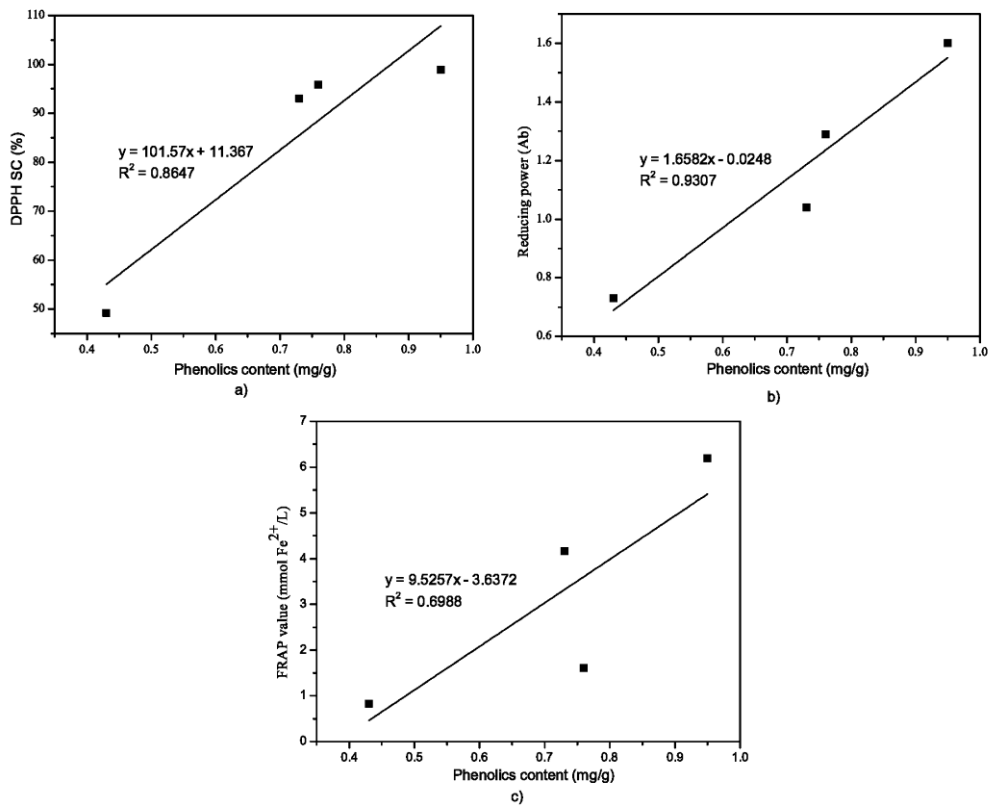 110
100
90
80
70
60
50
DPPH SC (%)
y = 101.57x + 11.367
R² = 0.8647
0.4 0.5 0.6 0.7 0.8 0.9 1.0
Phenolics content (mg/g)
a)
1.6
1.4
1.2
1.0
0.8
0.6
Reducing power (Ab)
y = 1.6582x - 0.0248
R² = 0.9307
0.4 0.5 0.6 0.7 0.8 0.9 1.0
Phenolics content (mg/g)
b)
7
6
5
4
3
2
1
0
FRAP value (mmol Fe²⁺/L)
y = 9.5257x - 3.6372
R² = 0.6988
0.4 0.5 0.6 0.7 0.8 0.9 1.0
Phenolics content (mg/g)
c)